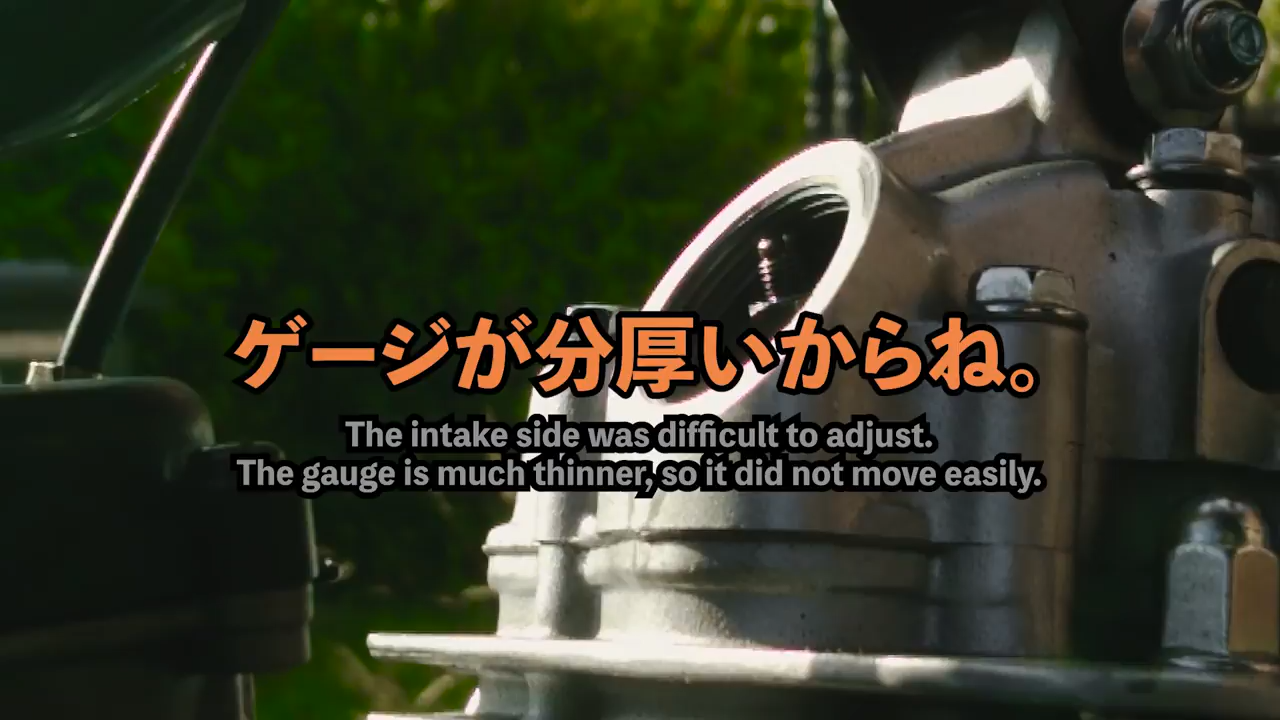 ゲージが分厚いからね。
The intake side was difficult to adjust.
The gauge is much thinner, so it did not move easily.